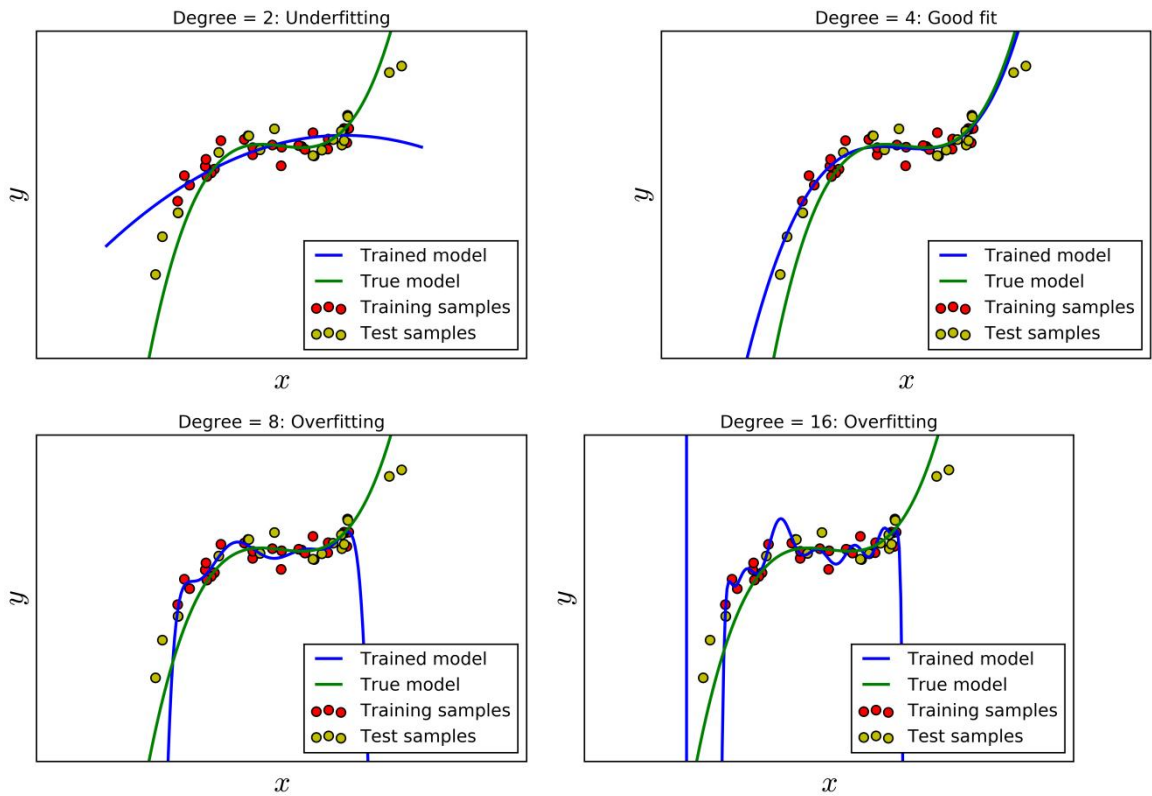 Degree = 2: Underfitting
y
Trained model
True model
Training samples
Test samples
x
Degree = 4: Good fit
y
Trained model
True model
Training samples
Test samples
x
Degree = 8: Overfitting
y
Trained model
True model
Training samples
Test samples
x
Degree = 16: Overfitting
y
Trained model
True model
Training samples
Test samples
x